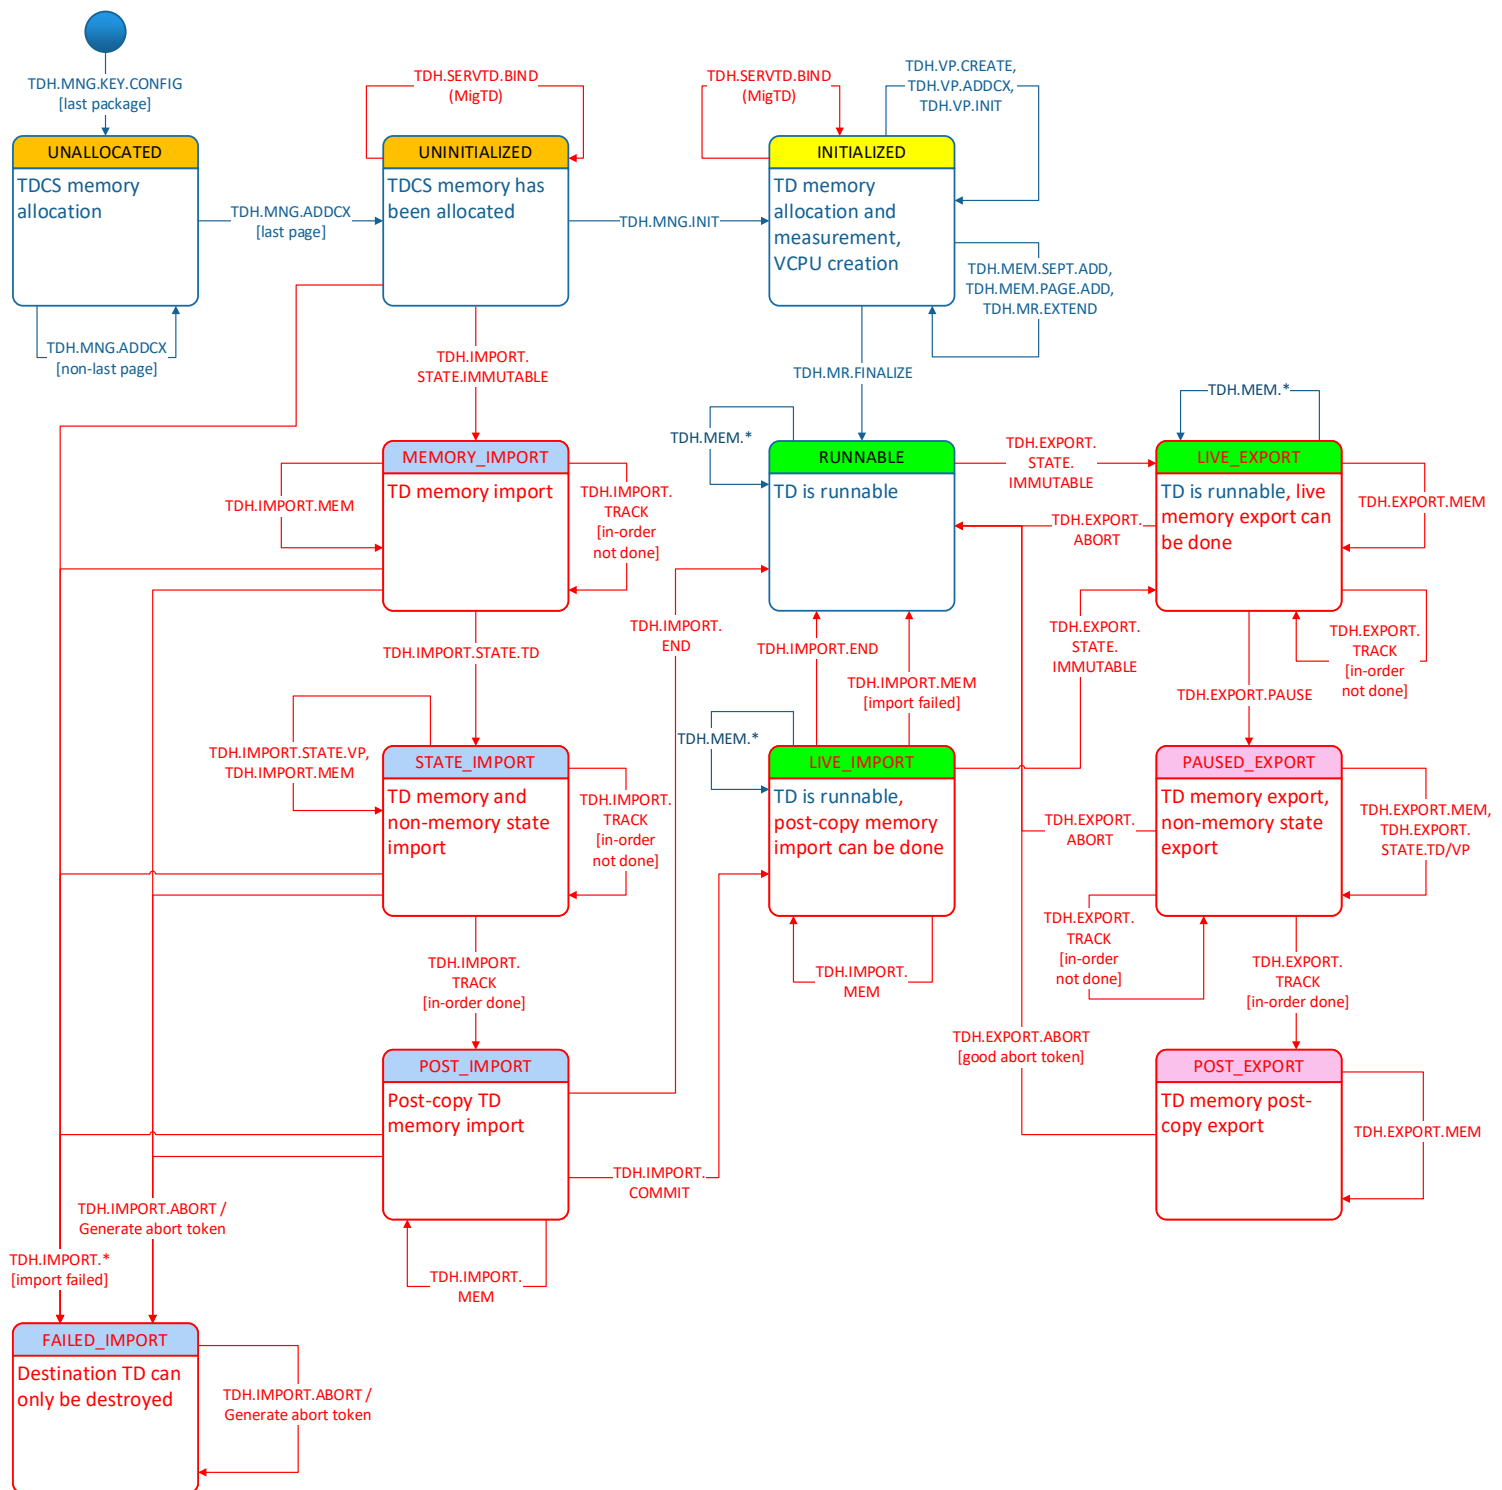 TDH.MNG.KEY.CONFIG
[last package]
TDH.SERVTD.BIND
(MigTD)
TDH.SERVTD.BIND
(MigTD)
TDH.VP.CREATE,
TDH.VP.ADDCX,
TDH.VP.INIT
UNALLOCATED
TDCS memory
allocation
TDH.MNG.ADDCX
[last page]
UNINITIALIZED
TDCS memory has
been allocated
TDH.MNG.INIT
INITIALIZED
TD memory
allocation and
measurement,
VCPU creation
TDH.MEM.SEPT.ADD,
TDH.MEM.PAGE.ADD,
TDH.MR.EXTEND
TDH.MNG.ADDCX
[non-last page]
TDH.IMPORT.
STATE.IMMUTABLE
TDH.MR.FINALIZE
TDH.MEM.*
TDH.MEM.*
MEMORY_IMPORT
TD memory import
TDH.IMPORT.MEM
TDH.IMPORT.
TRACK
[in-order
not done]
RUNNABLE
TD is runnable
TDH.EXPORT.
STATE.
IMMUTABLE
TDH.EXPORT.
ABORT
LIVE_EXPORT
TD is runnable, live
memory export can
be done
TDH.EXPORT.MEM
TDH.IMPORT.STATE.TD
TDH.IMPORT.
END
TDH.IMPORT.END
TDH.IMPORT.MEM
[import failed]
TDH.EXPORT.
STATE.
IMMUTABLE
TDH.EXPORT.
TRACK
[in-order
not done]
TDH.EXPORT.PAUSE
TDH.IMPORT.STATE.VP,
TDH.IMPORT.MEM
STATE_IMPORT
TD memory and
non-memory state
import
TDH.IMPORT.
TRACK
[in-order
not done]
TDH.MEM.*
LIVE_IMPORT
TD is runnable,
post-copy memory
import can be done
TDH.EXPORT.
ABORT
PAUSED_EXPORT
TD memory export,
non-memory state
export
TDH.EXPORT.MEM,
TDH.EXPORT.
STATE.TD/VP
TDH.IMPORT.
TRACK
[in-order done]
TDH.IMPORT.
MEM
TDH.EXPORT.
TRACK
[in-order
not done]
TDH.EXPORT.
TRACK
[in-order done]
TDH.EXPORT.ABORT
[good abort token]
POST_IMPORT
Post-copy TD
memory import
TDH.IMPORT.
COMMIT
POST_EXPORT
TD memory post-
copy export
TDH.EXPORT.MEM
TDH.IMPORT.ABORT /
Generate abort token
TDH.IMPORT.*
[import failed]
TDH.IMPORT.
MEM
FAILED_IMPORT
Destination TD can
only be destroyed
TDH.IMPORT.ABORT /
Generate abort token